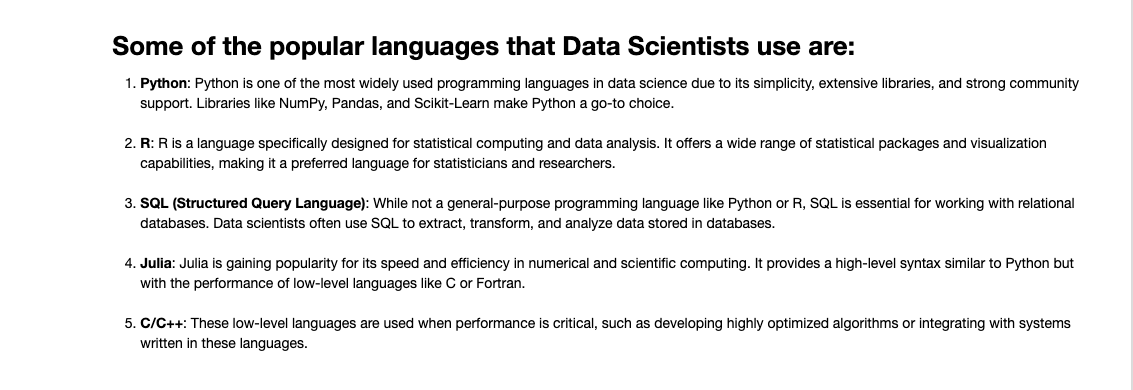 Some of the popular languages that Data Scientists use are:
1. Python: Python is one of the most widely used programming languages in data science due to its simplicity, extensive libraries, and strong community
support. Libraries like NumPy, Pandas, and Scikit-Learn make Python a go-to choice.
2. R: R is a language specifically designed for statistical computing and data analysis. It offers a wide range of statistical packages and visualization
capabilities, making it a preferred language for statisticians and researchers.
3. SQL (Structured Query Language): While not a general-purpose programming language like Python or R, SQL is essential for working with relational
databases. Data scientists often use SQL to extract, transform, and analyze data stored in databases.
4. Julia: Julia is gaining popularity for its speed and efficiency in numerical and scientific computing. It provides a high-level syntax similar to Python but
with the performance of low-level languages like C or Fortran.
5. C/C++: These low-level languages are used when performance is critical, such as developing highly optimized algorithms or integrating with systems
written in these languages.